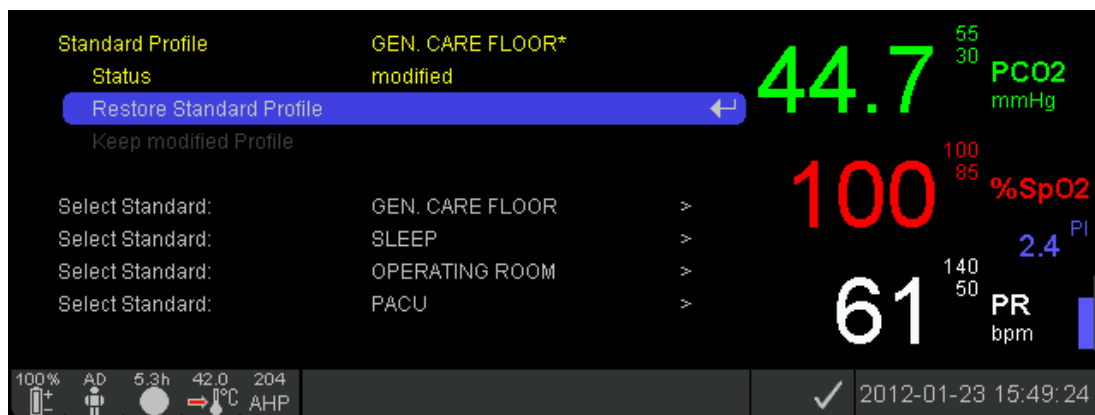 Standard Profile GEN. CARE FLOOR*
Status modified
Restore Standard Profile
Keep modified Profile
Select Standard: GEN. CARE FLOOR >
Select Standard: SLEEP >
Select Standard: OPERATING ROOM >
Select Standard: PACU >
44.7 55 30 PCO2 mmHg
100 100 85 %SpO2
2.4 PI
61 140 50 PR bpm
100% AD 5.3h 42.0 °C 204 AHP 2012-01-23 15:49:24